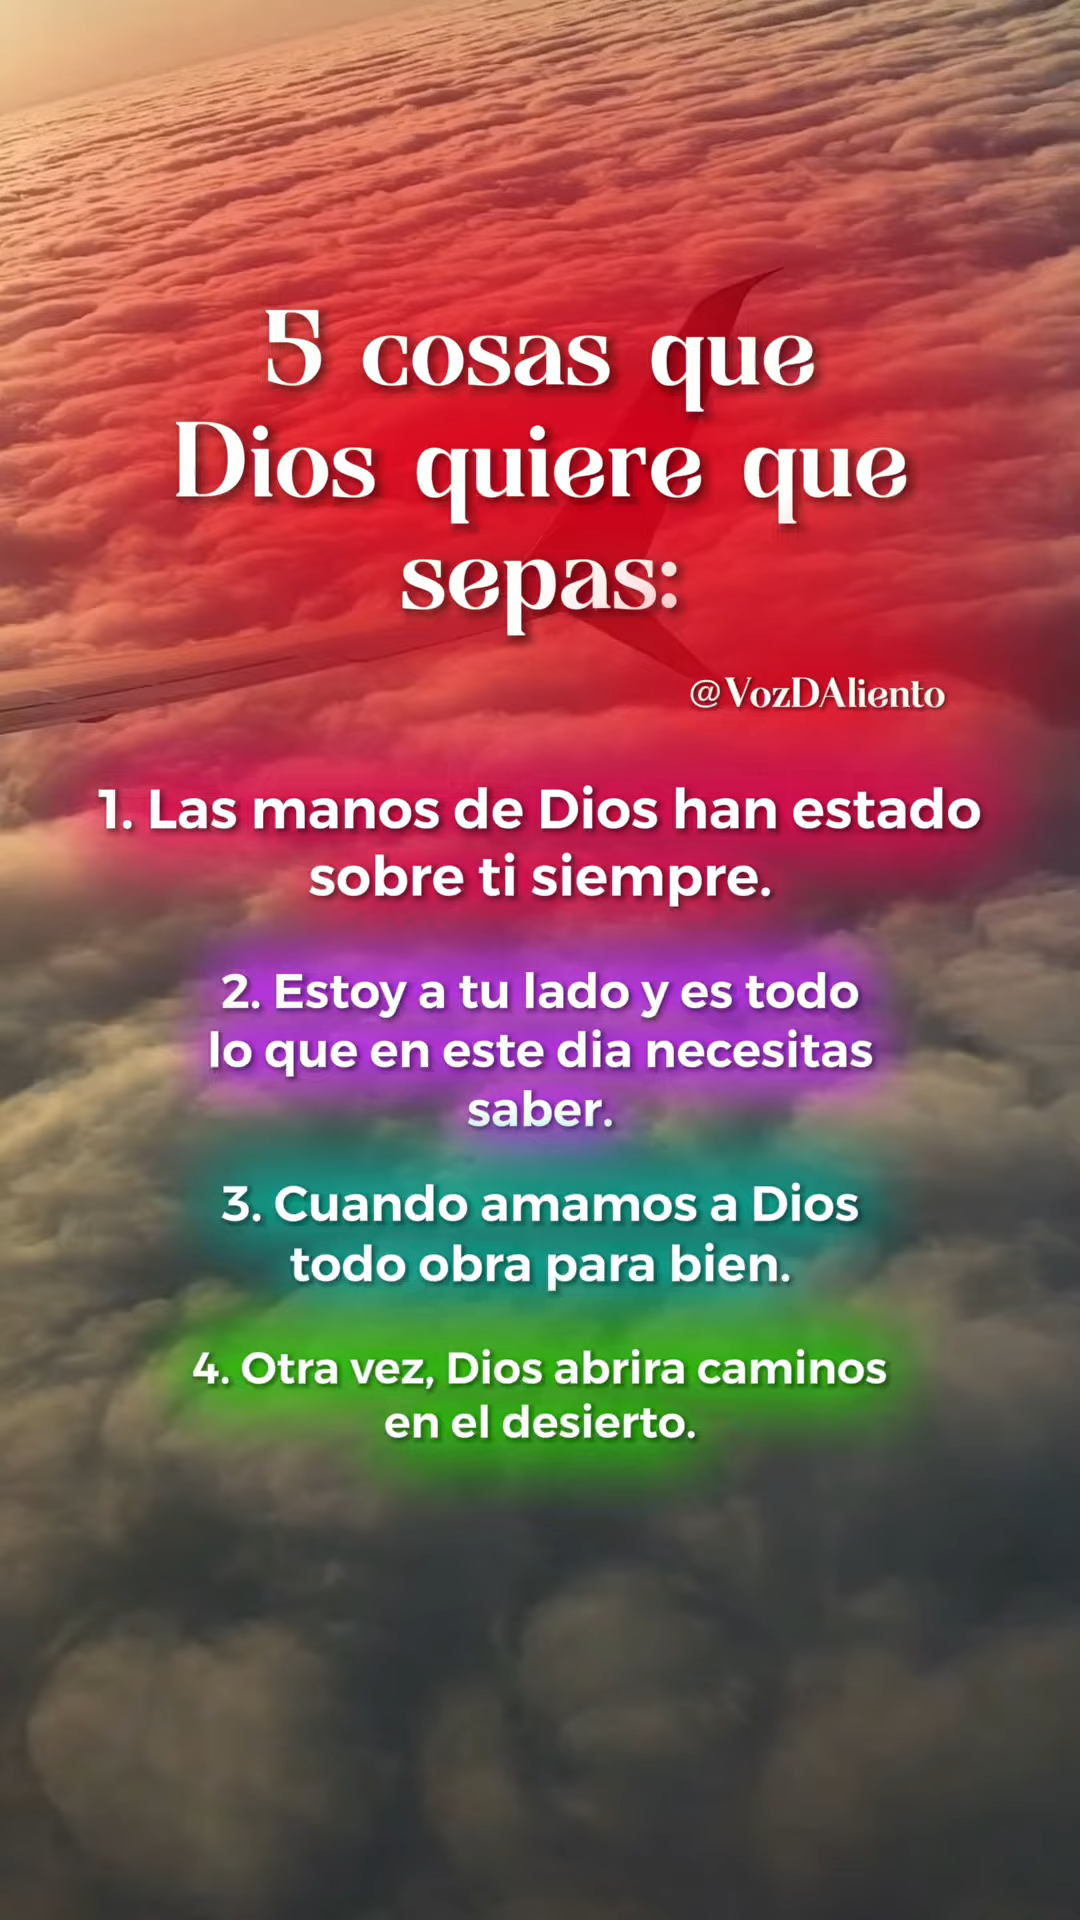 5 cosas que
Dios quiere que
sepas:
@VozDAliento
1. Las manos de Dios han estado
sobre ti siempre.
2. Estoy a tu lado y es todo
lo que en este dia necesitas
saber.
3. Cuando amamos a Dios
todo obra para bien.
4. Otra vez, Dios abrira caminos
en el desierto.